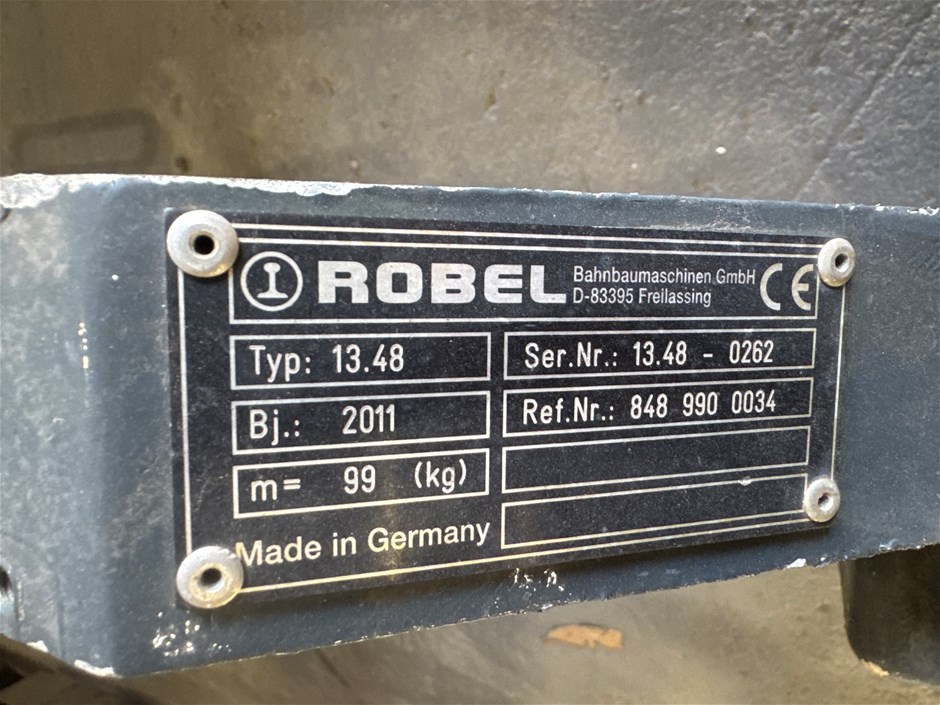 ROBEL
Bahnbaumaschinen GmbH
D-83395 Freilassing
CE
Typ: 13.48
Ser.Nr.: 13.48 - 0262
Bj.: 2011
Ref.Nr.: 848 990 0034
m= 99 (kg)
Made in Germany